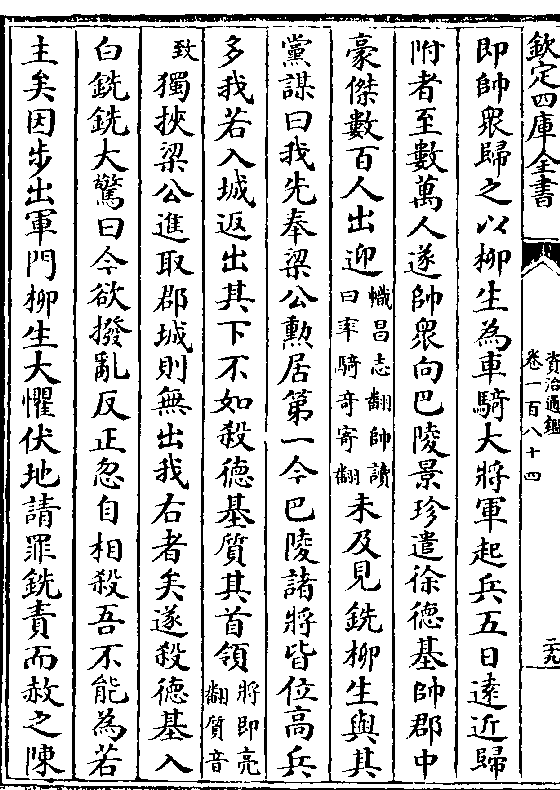 欽定四庫全書
資治通鑑
卷一百八十四
即帥衆歸之以柳生為車騎大將軍起兵五日逺近歸
附者至數萬人遂帥衆向巴陵景珍遣徐德基帥郡中
豪傑數百人出迎幟昌志翻帥讀曰率騎奇寄翻未及見銑柳生與其
黨謀曰我先奉梁公勲居第一今巴陵諸將皆位高兵
多我若入城返出其下不如殺德基質其首領將即亮翻質音
致獨挾梁公進取郡城則無出我右者矣遂殺德基入
白銑銑大驚曰今欲撥亂反正忽自相殺吾不能為若
主矣因步出軍門柳生大懼伏地請罪銑責而赦之陳